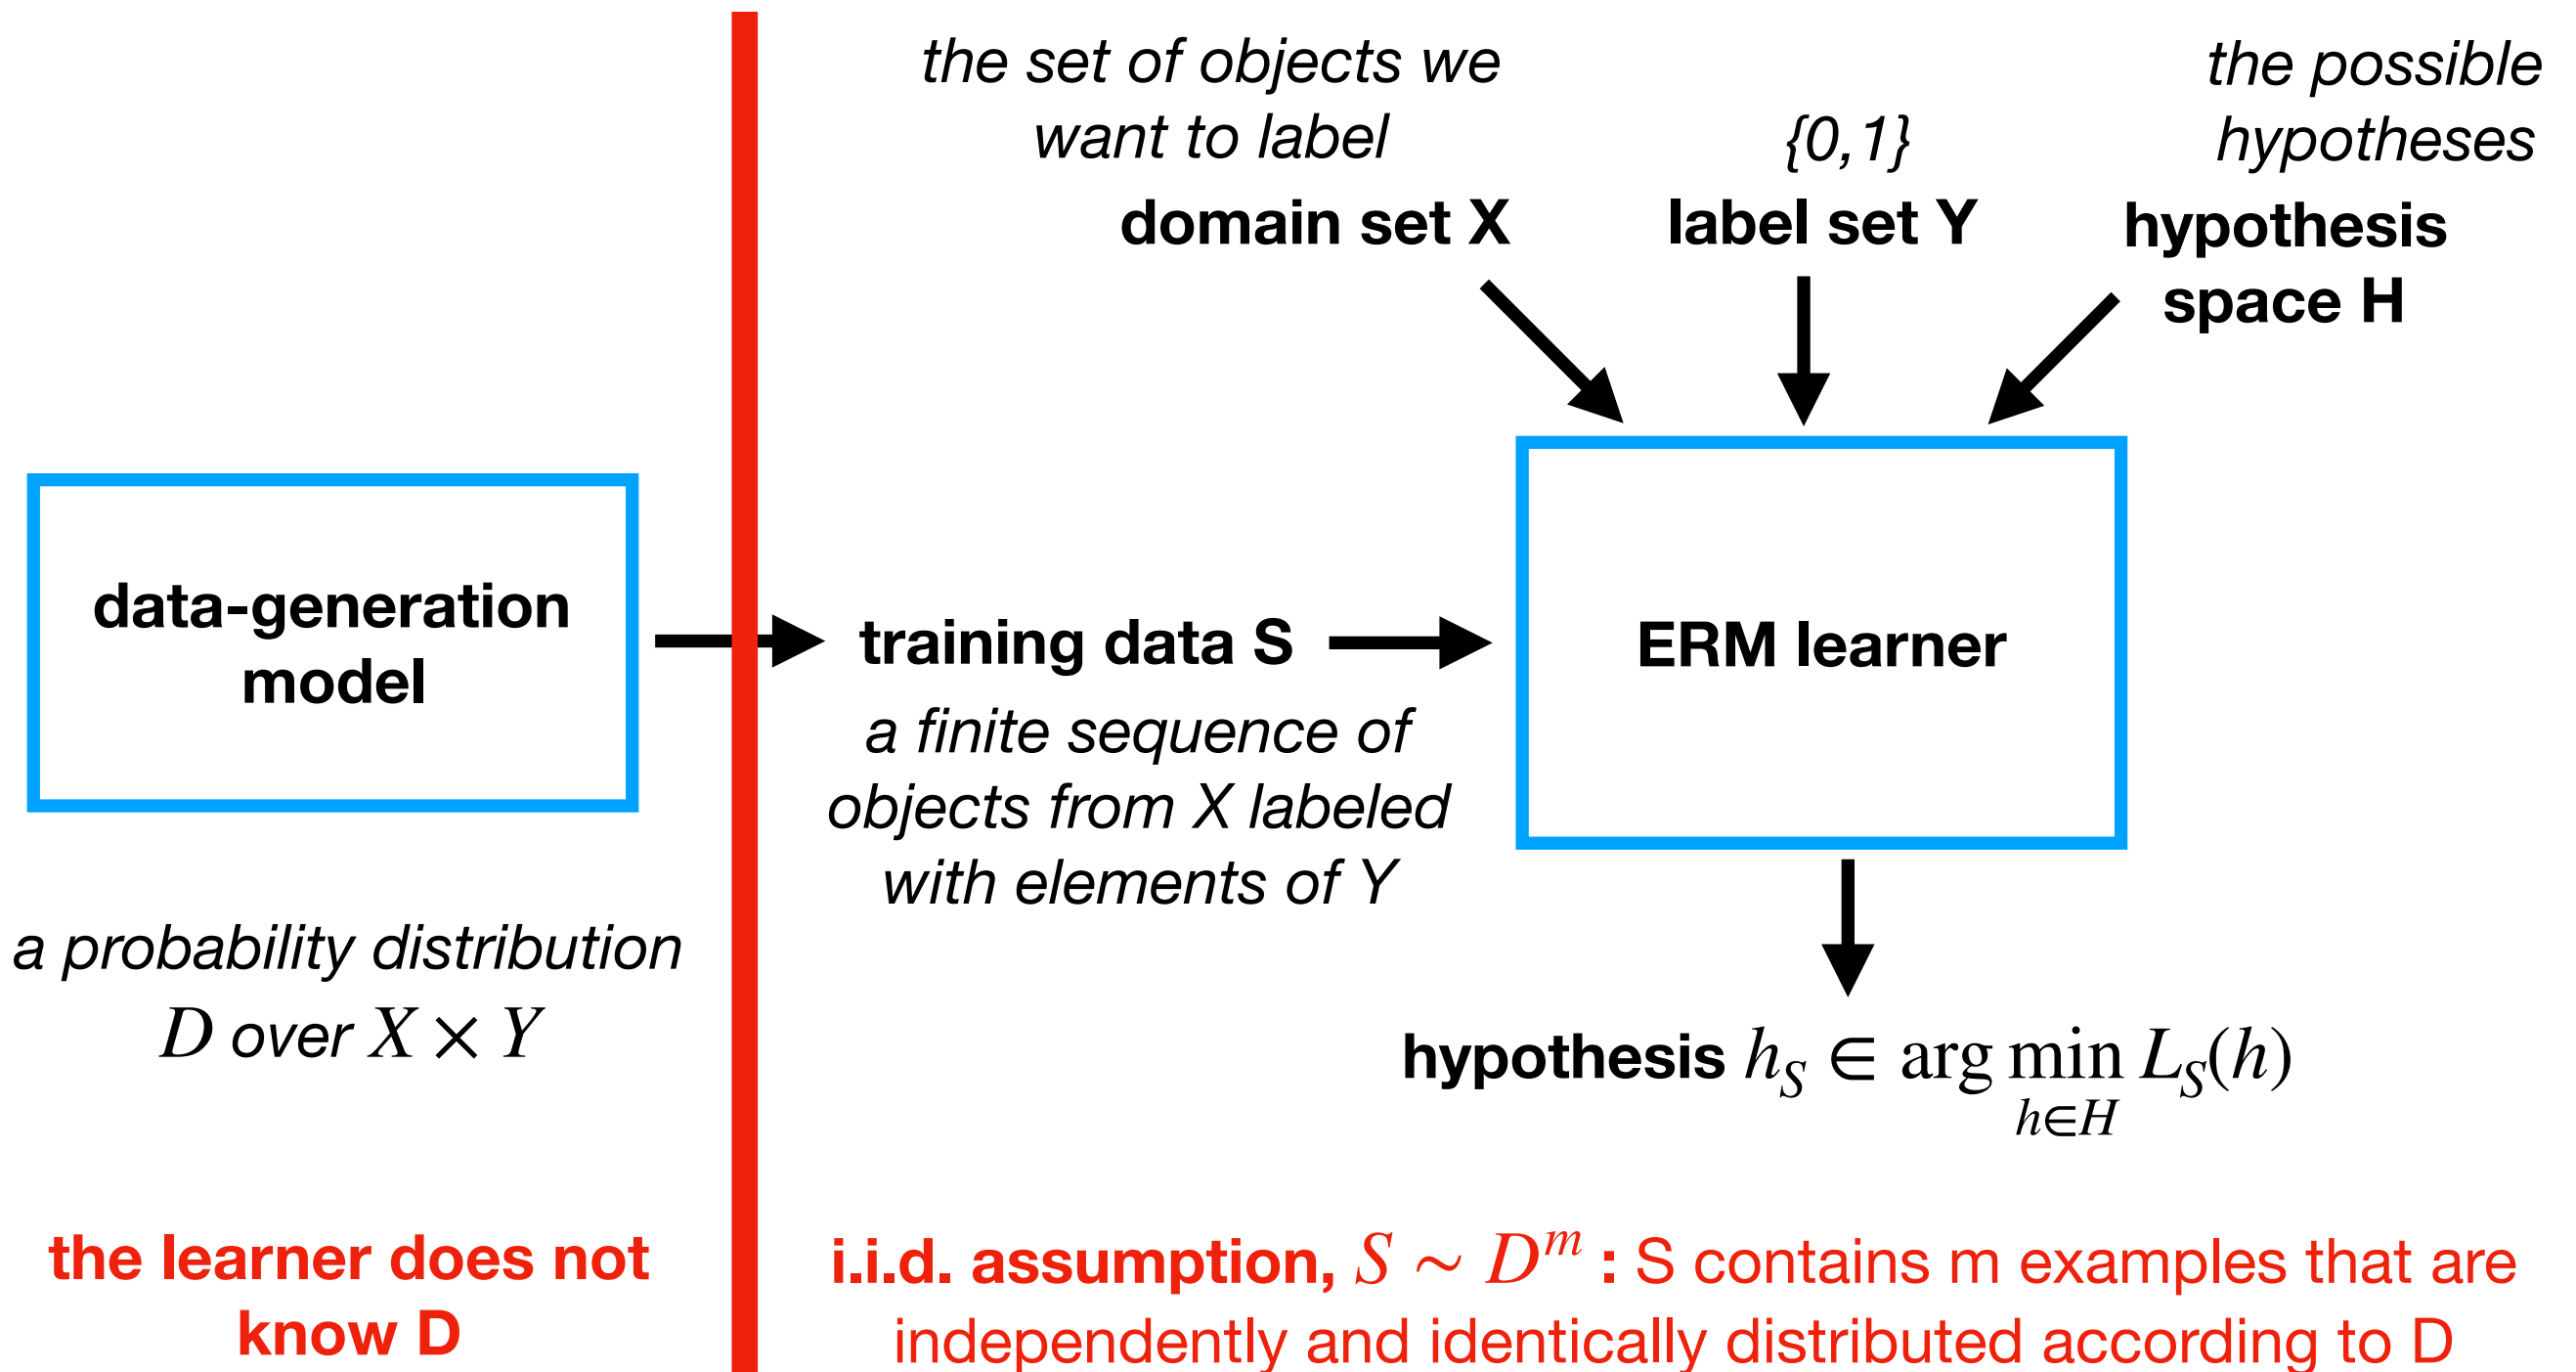 the set of objects we
want to label
domain set X
{0,1}
label set Y
the possible
hypotheses
hypothesis
space H
data-generation
model
training data S
ERM learner
a finite sequence of
objects from X labeled
with elements of Y
a probability distribution
D over X × Y
hypothesis h_S ∈ arg min L_S(h)
h∈H
the learner does not
know D
i.i.d. assumption, S ∼ D^m : S contains m examples that are
independently and identically distributed according to D